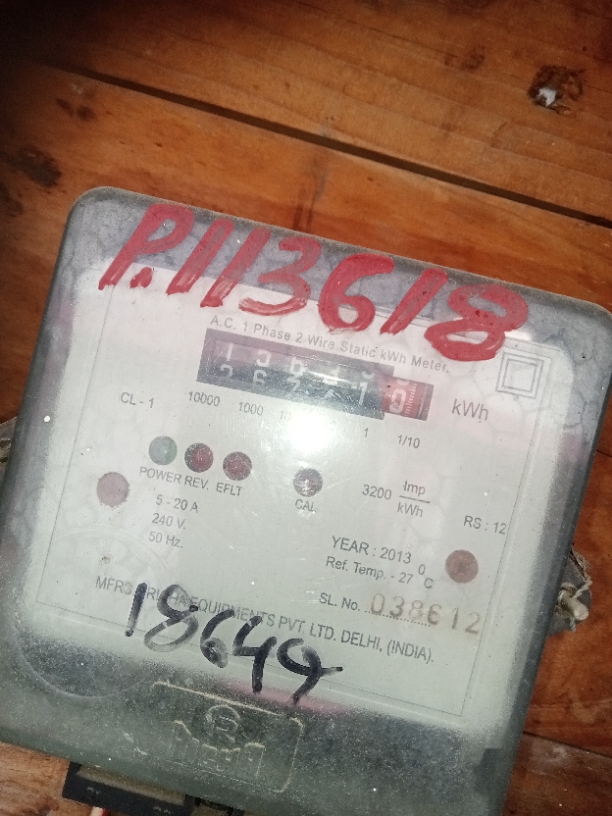 P.113618
A.C. 1 Phase 2 Wire Static kWh Meter
kWh
CL - 1 10000 1000 1 1/10
POWER REV. EFLT CAL
3200 Imp/kWh
5 - 20 A
240 V.
50 Hz.
RS : 12
YEAR : 2013
Ref. Temp. - 27 °C
SL. No. 038612
EQUIPMENTS PVT. LTD. DELHI, (INDIA).
18649